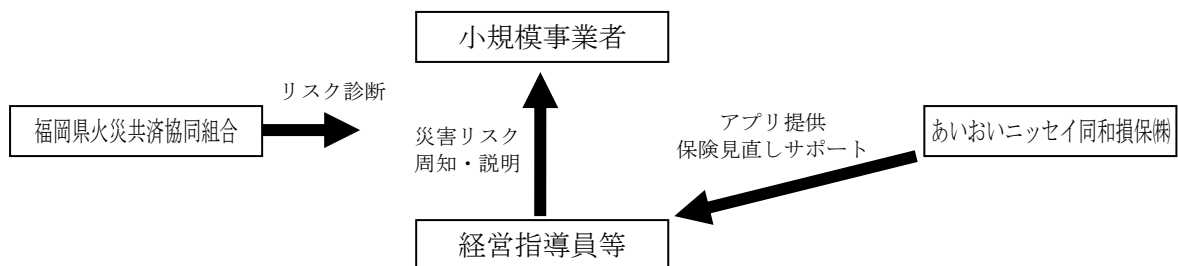 小規模事業者
リスク診断
福岡県火災共済協同組合
災害リスク
周知・説明
アプリ提供
保険見直しサポート
あいおいニッセイ同和損保㈱
経営指導員等